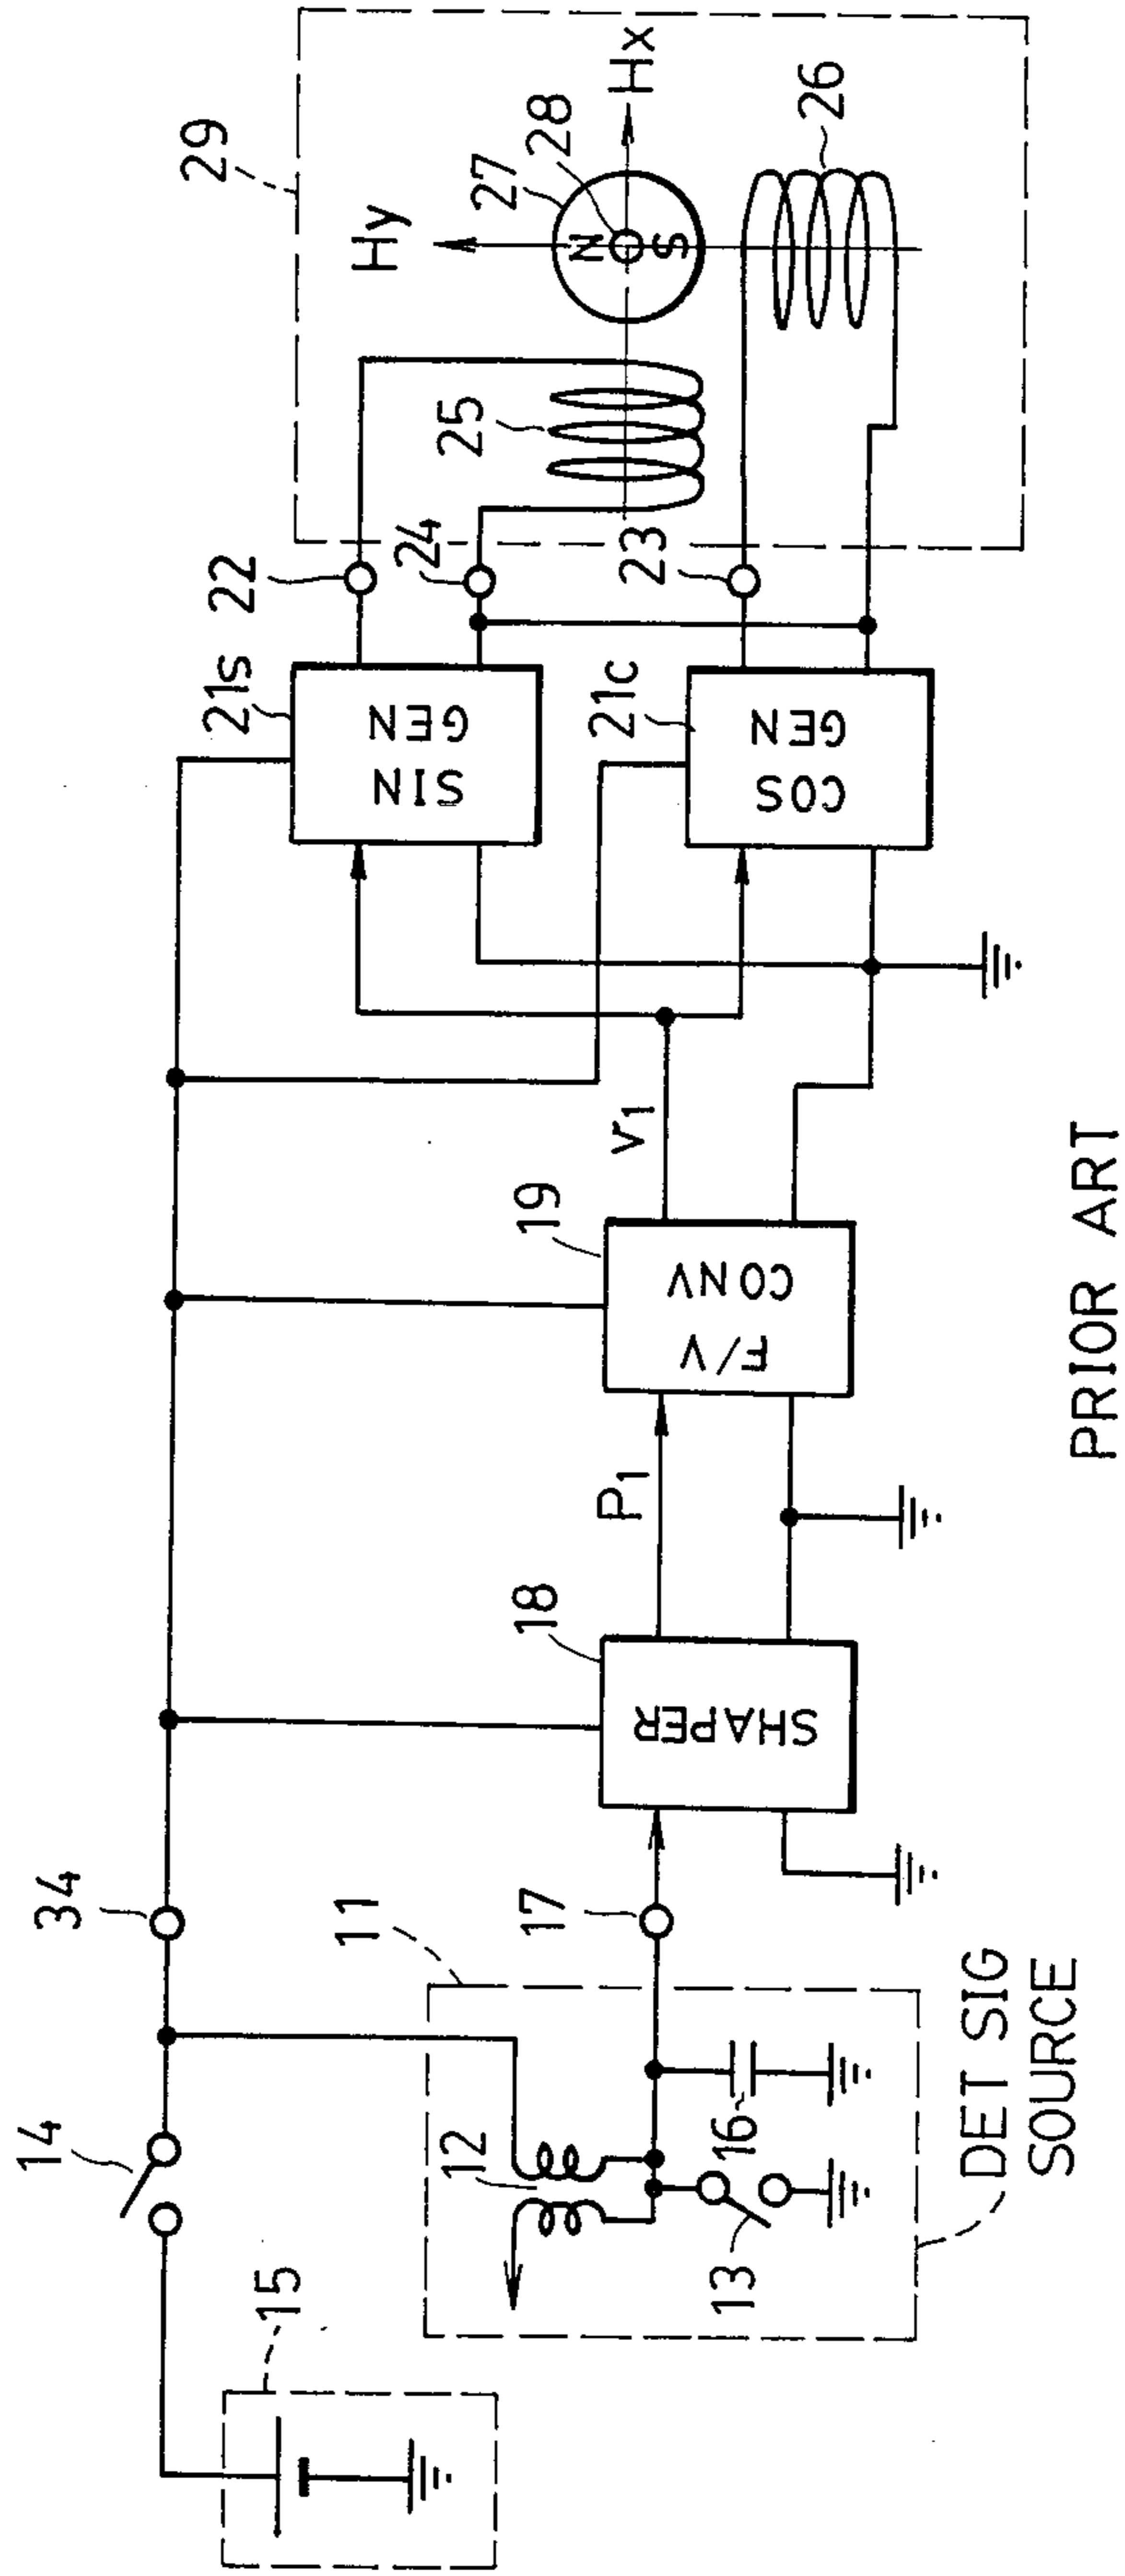 29
Hy
Hx
27
28
N
S
26
25
22
24
23
21s
SIN
GEN
21c
COS
GEN
v1
19
F/V
CONV
P1
18
SHAPER
34
17
11
14
12
16
13
15
DET SIG
SOURCE
PRIOR ART